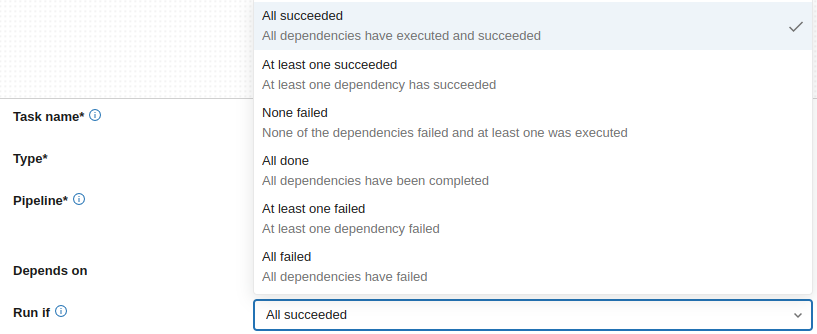 All succeeded
All dependencies have executed and succeeded
At least one succeeded
At least one dependency has succeeded
None failed
None of the dependencies failed and at least one was executed
All done
All dependencies have been completed
At least one failed
At least one dependency failed
All failed
All dependencies have failed
Task name*
Type*
Pipeline*
Depends on
Run if
All succeeded